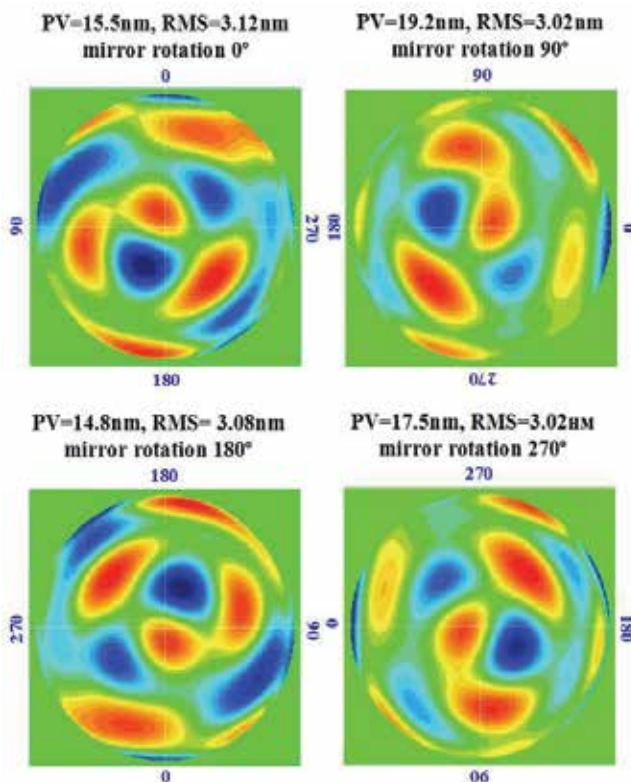 PV=15.5nm, RMS=3.12nm
mirror rotation 0°
0
90
270
180
PV=19.2nm, RMS=3.02nm
mirror rotation 90°
90
180
0
270
PV=14.8nm, RMS= 3.08nm
mirror rotation 180°
180
270
90
0
PV=17.5nm, RMS=3.02нм
mirror rotation 270°
270
0
180
90